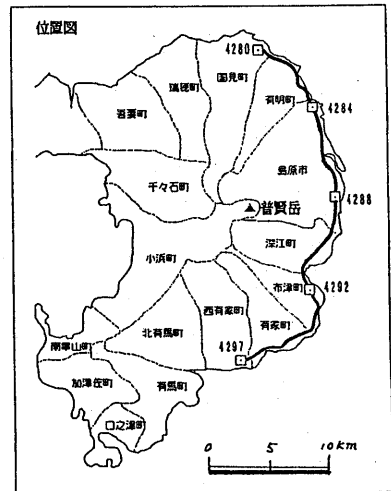 位置図
4280
国見町
瑞穂町
有明町
4284
吾妻町
島原市
千々石町
4288
普賢岳
深江町
小浜町
布津町
4292
西有家町
有家町
北有馬町
南串山町
4297
加津佐町
有馬町
口之津町
0 5 10km